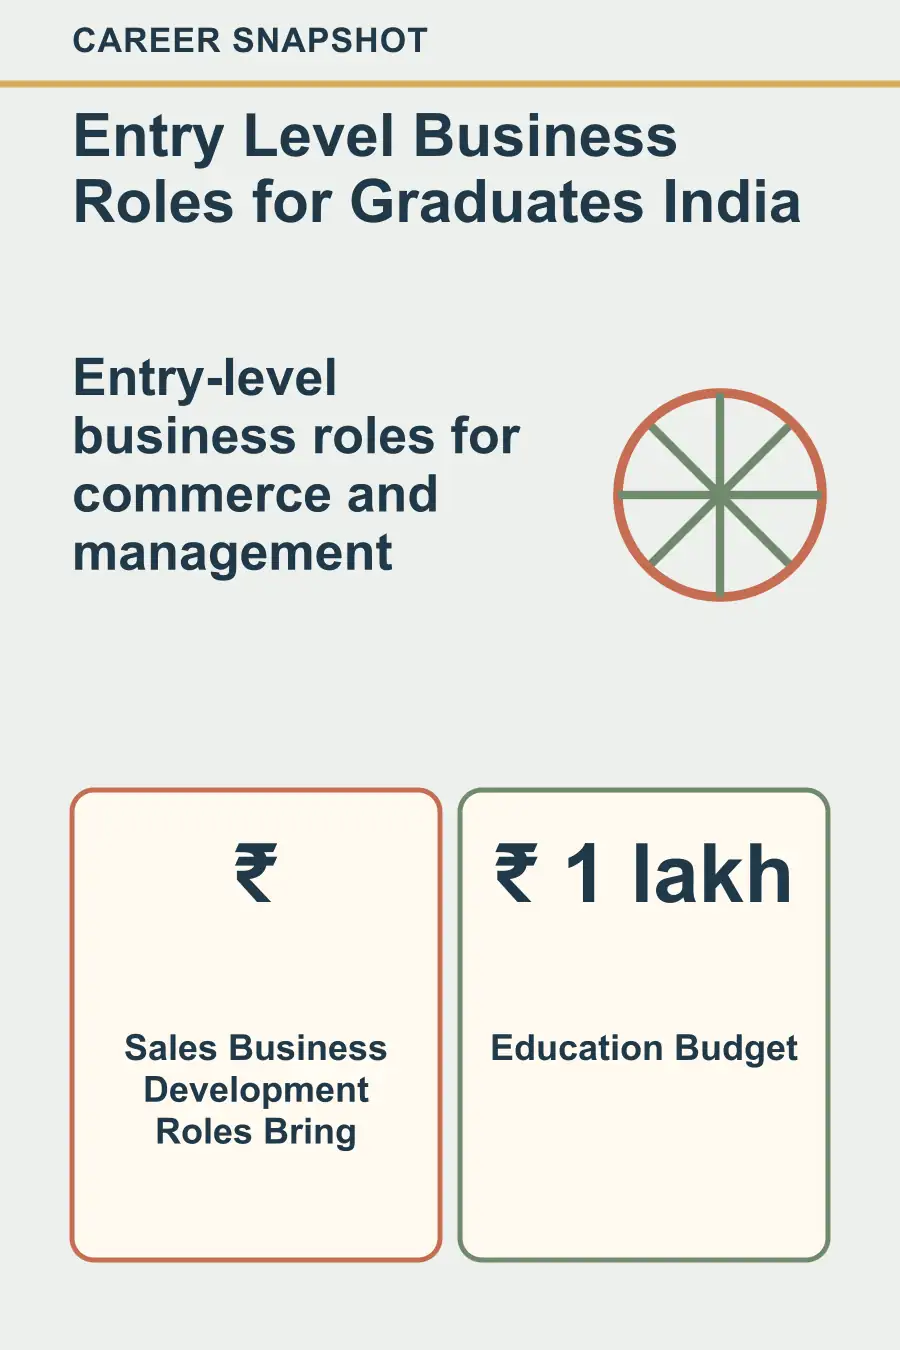 CAREER SNAPSHOT
Entry Level Business
Roles for Graduates India
Entry-level
business roles for
commerce and
management
₹
Sales Business
Development
Roles Bring
₹ 1 lakh
Education Budget